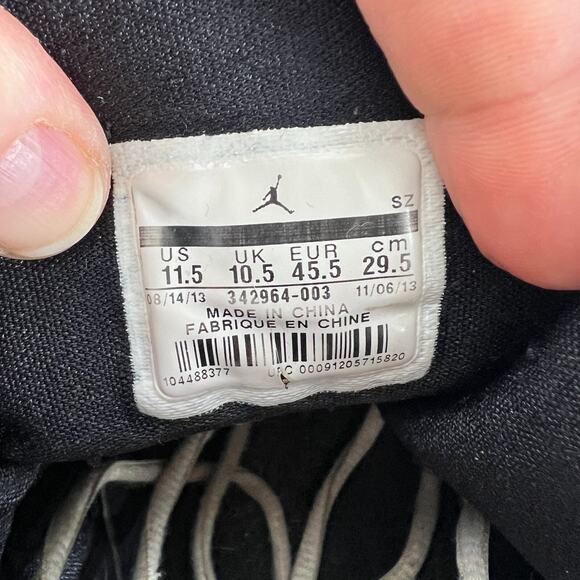 SZ
US UK EUR cm
11.5 10.5 45.5 29.5
08/14/13 342964-003 11/06/13
MADE IN CHINA
FABRIQUE EN CHINE
104488377 UPC 00091205715820